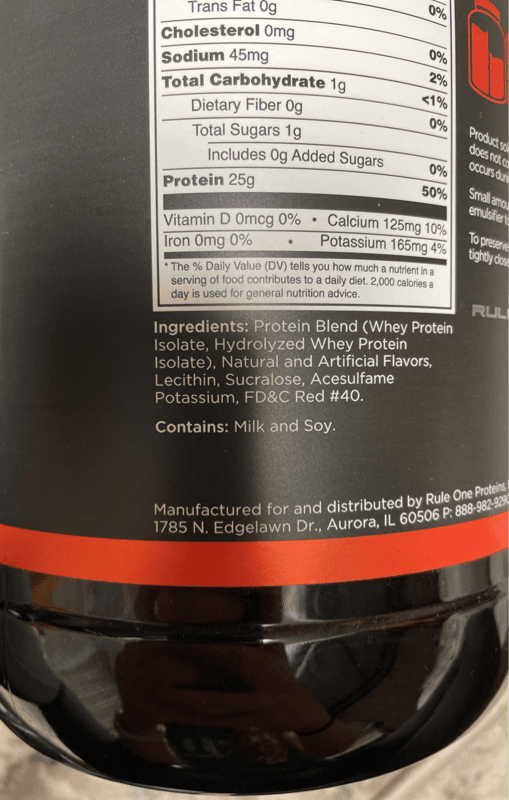 Trans Fat 0g 0%
Cholesterol 0mg 0%
Sodium 45mg 2%
Total Carbohydrate 1g <1%
Dietary Fiber 0g 0%
Total Sugars 1g
Includes 0g Added Sugars 0%
Protein 25g 50%
Vitamin D 0mcg 0% • Calcium 125mg 10%
Iron 0mg 0% • Potassium 165mg 4%
* The % Daily Value (DV) tells you how much a nutrient in a
serving of food contributes to a daily diet. 2,000 calories a
day is used for general nutrition advice.
Ingredients: Protein Blend (Whey Protein
Isolate, Hydrolyzed Whey Protein
Isolate), Natural and Artificial Flavors,
Lecithin, Sucralose, Acesulfame
Potassium, FD&C Red #40.
Contains: Milk and Soy.
Manufactured for and distributed by Rule One Proteins,
1785 N. Edgelawn Dr., Aurora, IL 60506 P: 888-982-9290
Product
does not
occurs
Small
emulsifier
To preserve
tightly